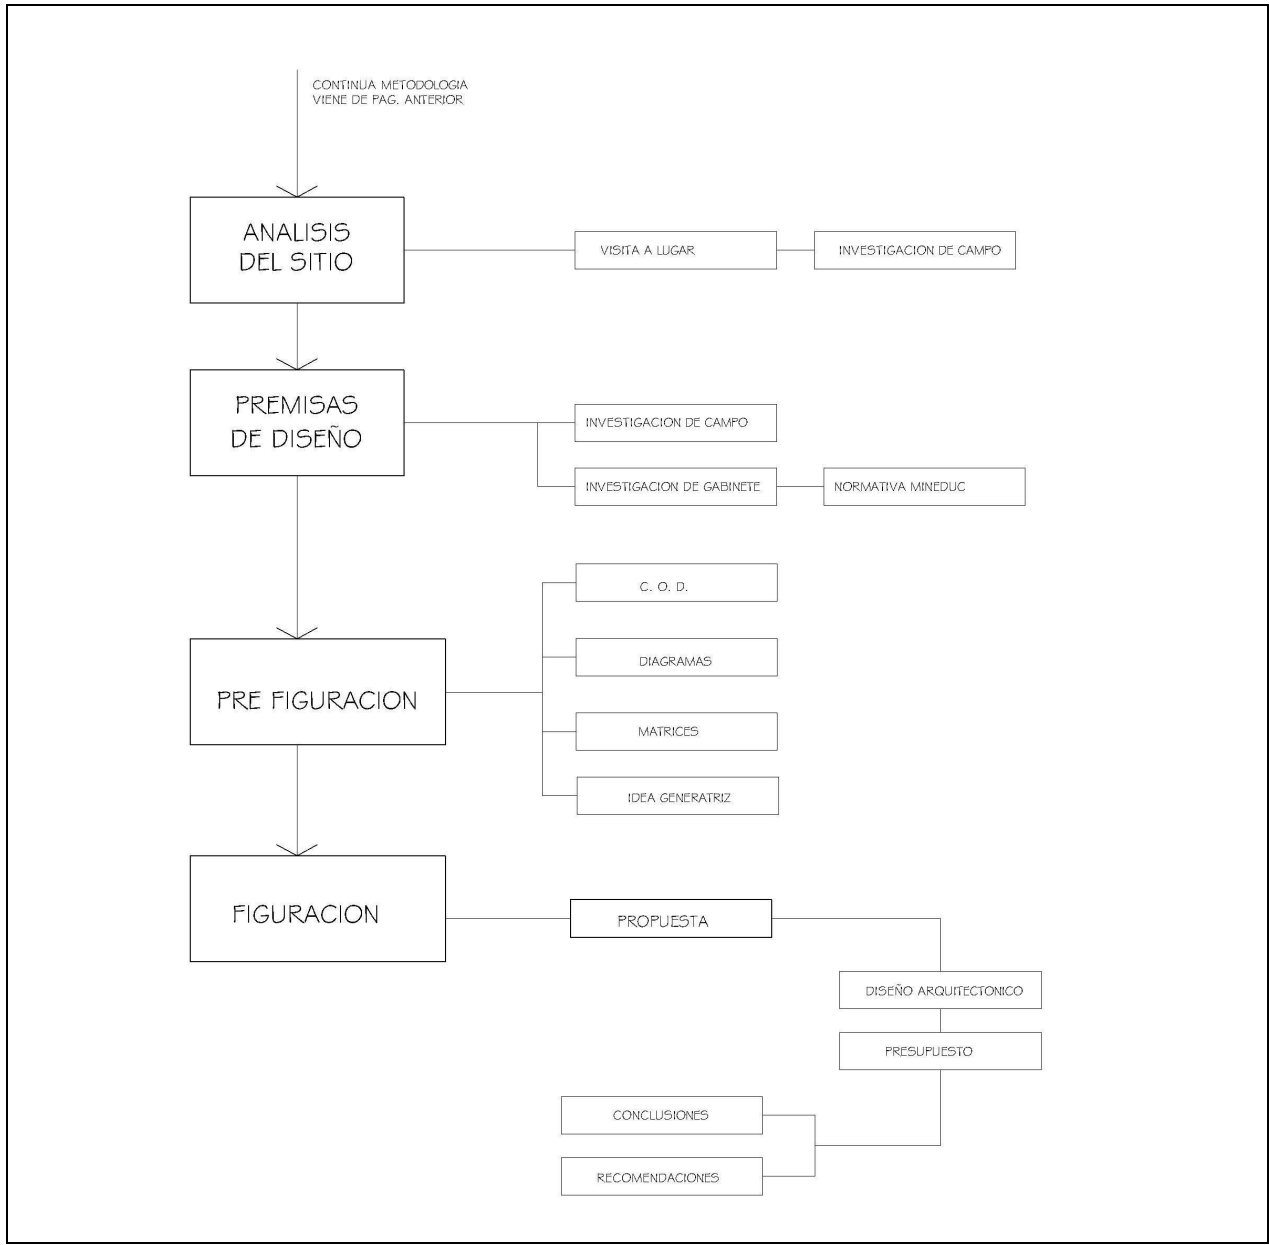 CONTINUA METODOLOGIA
VIENE DE PAG. ANTERIOR
ANALISIS
DEL SITIO
VISITA A LUGAR
INVESTIGACION DE CAMPO
PREMISAS
DE DISEÑO
INVESTIGACION DE CAMPO
INVESTIGACION DE GABINETE
NORMATIVA MINEDUC
C. O. D.
DIAGRAMAS
PRE FIGURACION
MATRICES
IDEA GENERATRIZ
FIGURACION
PROPUESTA
DISEÑO ARQUITECTONICO
PRESUPUESTO
CONCLUSIONES
RECOMENDACIONES